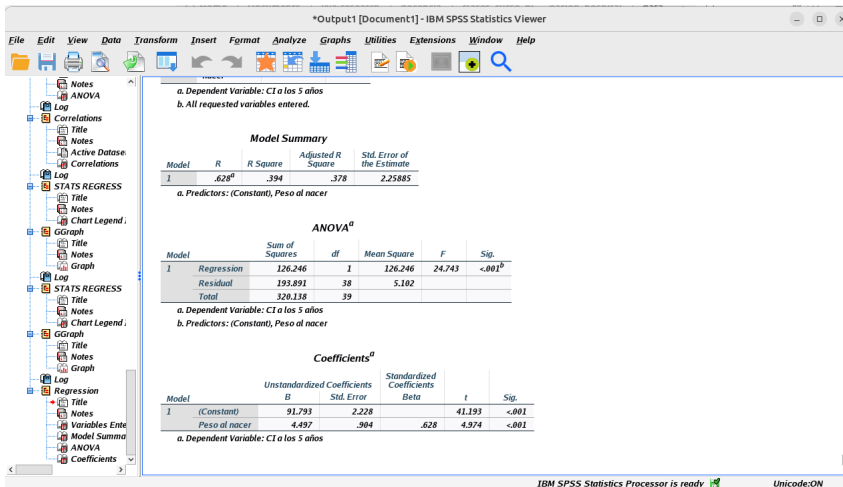 *Output1 [Document1] - IBM SPSS Statistics Viewer
File Edit View Data Transform Insert Format Analyze Graphs Utilities Extensions Window Help
Notes
ANOVA
Log
Correlations
Title
Notes
Active Datase
Correlations
Log
STATS REGRESS
Title
Notes
Chart Legend
GGraph
Title
Notes
Graph
Log
STATS REGRESS
Title
Notes
Chart Legend
GGraph
Title
Notes
Graph
Log
Regression
Title
Notes
Variables Ente
Model Summa
ANOVA
Coefficients
a. Dependent Variable: CI a los 5 años
b. All requested variables entered.
Model Summary
Model R R Square Adjusted R Square Std. Error of the Estimate
1 .628a .394 .378 2.25885
a. Predictors: (Constant), Peso al nacer
ANOVAa
Model Sum of Squares df Mean Square F Sig.
1 Regression 126.246 1 126.246 24.743 <.001b
Residual 193.891 38 5.102
Total 320.138 39
a. Dependent Variable: CI a los 5 años
b. Predictors: (Constant), Peso al nacer
Coefficientsa
Unstandardized Coefficients Standardized Coefficients
Model B Std. Error Beta t Sig.
1 (Constant) 91.793 2.228 41.193 <.001
Peso al nacer 4.497 .904 .628 4.974 <.001
a. Dependent Variable: CI a los 5 años
IBM SPSS Statistics Processor is ready Unicode:ON